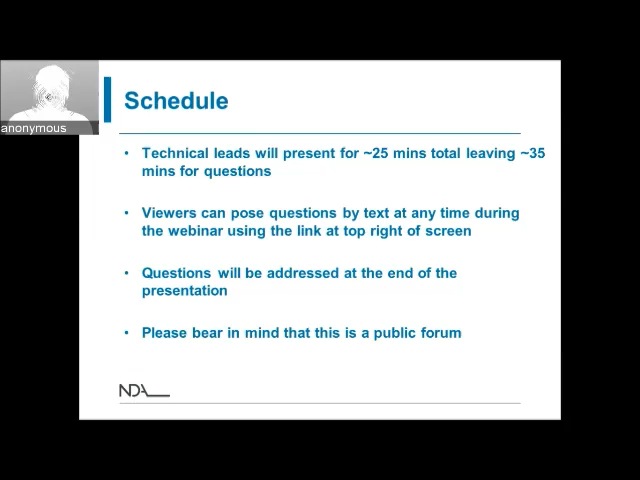 anonymous
Schedule
• Technical leads will present for ~25 mins total leaving ~35
mins for questions
• Viewers can pose questions by text at any time during
the webinar using the link at top right of screen
• Questions will be addressed at the end of the
presentation
• Please bear in mind that this is a public forum
NDA